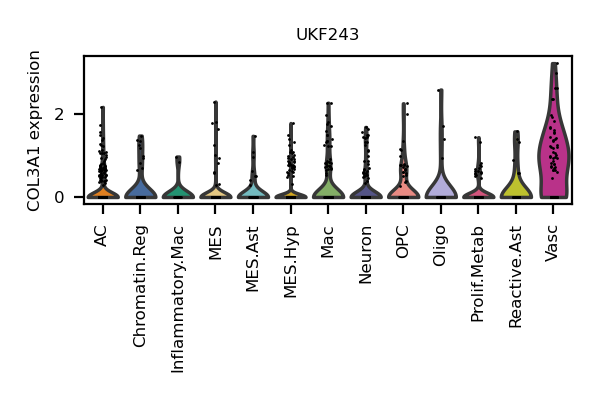 UKF243
COL3A1 expression
2
0
AC
Chromatin.Reg
Inflammatory.Mac
MES
MES.Ast
MES.Hyp
Mac
Neuron
OPC
Oligo
Prolif.Metab
Reactive.Ast
Vasc